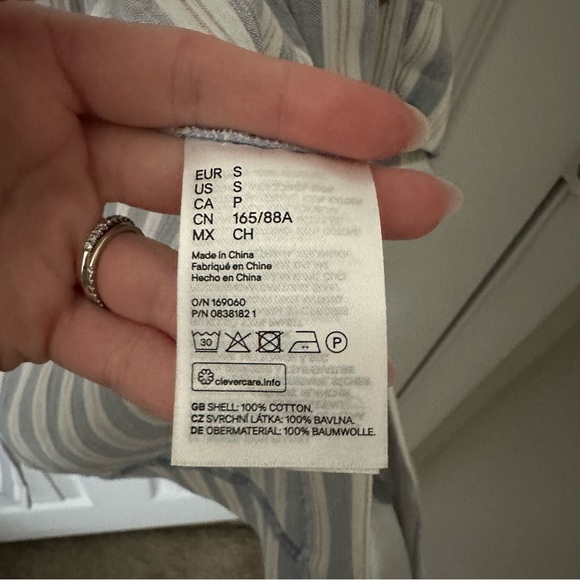 EUR S
US S
CA P
CN 165/88A
MX CH
Made in China
Fabriqué en Chine
Hecho en China
O/N 169060
P/N 0838182 1
30 P
clevercare.info
GB SHELL: 100% COTTON.
CZ SVRCHNÍ LÁTKA: 100% BAVLNA.
DE OBERMATERIAL: 100% BAUMWOLLE.